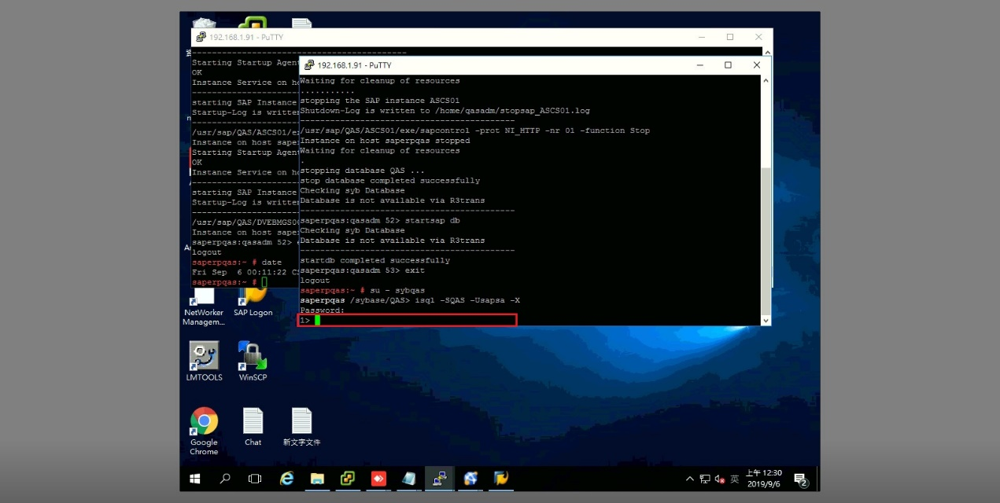 192.168.1.91 - PuTTY
Starting Startup Agen
OK
Instance Service on h
starting SAP Instance
Startup-Log is writte
/usr/sap/QAS/ASCS01/e
Instance on host sape
Starting Startup Agen
OK
Instance Service on h
starting SAP Instance
Startup-Log is writte
/usr/sap/QAS/DVEBMGS0
Instance on host sape
saperpqas:qasadm 52> e
logout
saperpqas:~ # date
Fri Sep  6 00:11:22 CS
saperpqas:~ #
192.168.1.91 - PuTTY
Waiting for cleanup of resources
...........
stopping the SAP instance ASCS01
Shutdown-Log is written to /home/qasadm/stopsap_ASCS01.log
-------------------------------------------
/usr/sap/QAS/ASCS01/exe/sapcontrol -prot NI_HTTP -nr 01 -function Stop
Instance on host saperpqas stopped
Waiting for cleanup of resources
.
stopping database QAS ...
stop database completed successfully
Checking syb Database
Database is not available via R3trans
-------------------------------------------
saperpqas:qasadm 52> startsap db
Checking syb Database
Database is not available via R3trans
-------------------------------------------
startdb completed successfully
saperpqas:qasadm 53> exit
logout
saperpqas:~ # su - sybqas
saperpqas /sybase/QAS> isql -SQAS -Usapsa -X
Password:
1>
NetWorker
Managem...
SAP Logon
LMTOOLS
WinSCP
Google
Chrome
Chat
新文字文件
英
上午 12:30
2019/9/6
2